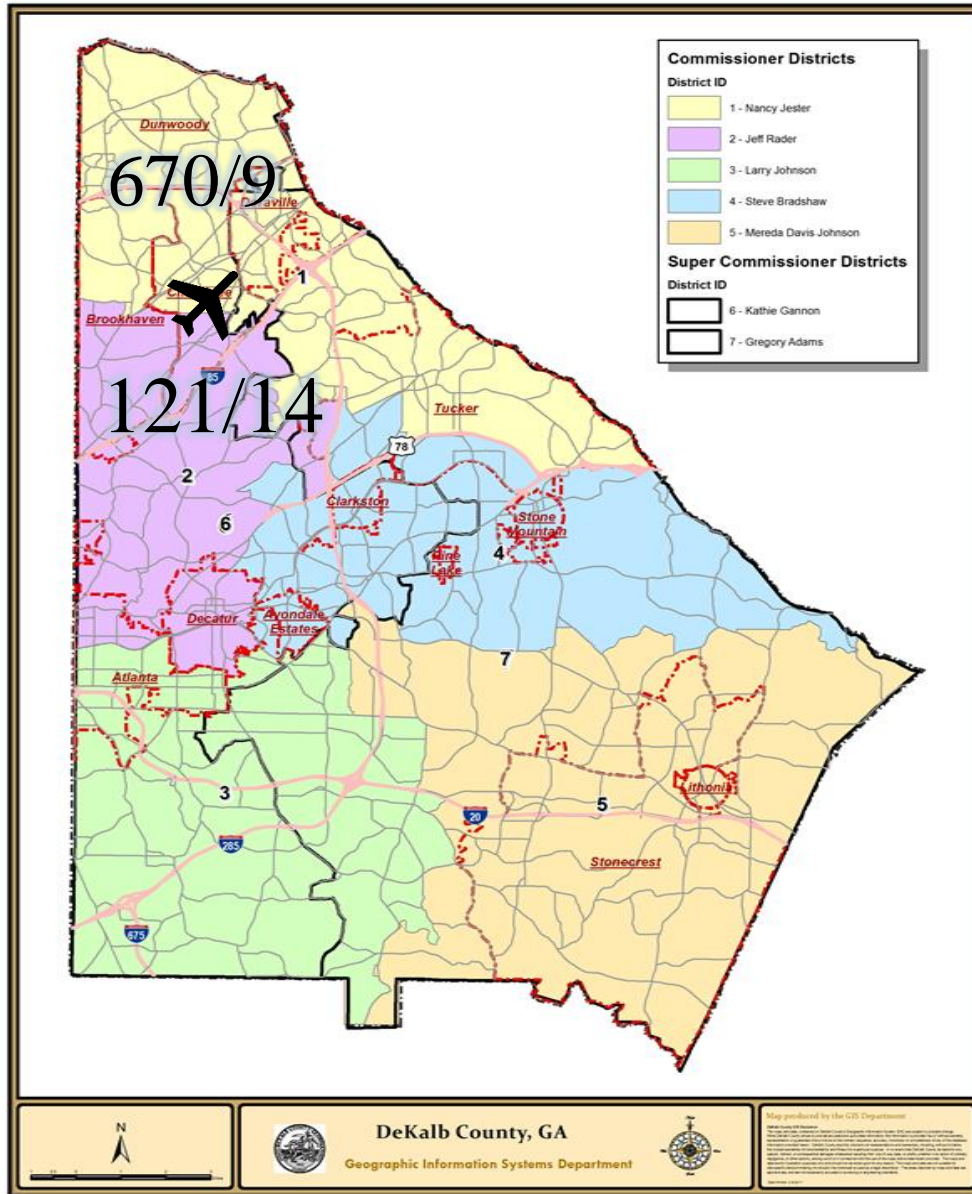 Commissioner Districts
District ID
1 - Nancy Jester
2 - Jeff Rader
3 - Larry Johnson
4 - Steve Bradshaw
5 - Mereda Davis Johnson
Super Commissioner Districts
District ID
6 - Kathie Gannon
7 - Gregory Adams
Dunwoody
670/9
1
Brookhaven
85
121/14
Tucker
78
2
Clarkston
Stone
Mountain
6
4
Pine
Lake
Decatur
Avondale
Estates
7
Atlanta
3
5
Lithonia
20
285
Stonecrest
675
N
DeKalb County, GA
Geographic Information Systems Department
Map produced by the GIS Department